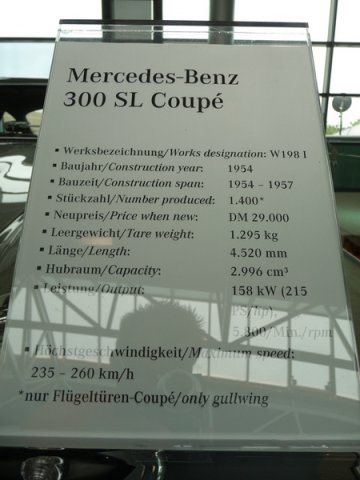 Mercedes-Benz
300 SL Coupé
▪ Werksbezeichnung/Works designation: W198 I
▪ Baujahr/Construction year: 1954
▪ Bauzeit/Construction span: 1954 – 1957
▪ Stückzahl/Number produced: 1.400*
▪ Neupreis/Price when new: DM 29.000
▪ Leergewicht/Tare weight: 1.295 kg
▪ Länge/Length: 4.520 mm
▪ Hubraum/Capacity: 2.996 cm³
▪ Leistung/Output: 158 kW (215
PS/hp),
5.800/Min./rpm
▪ Höchstgeschwindigkeit/Maximum speed:
235 – 260 km/h
*nur Flügeltüren-Coupé/only gullwing